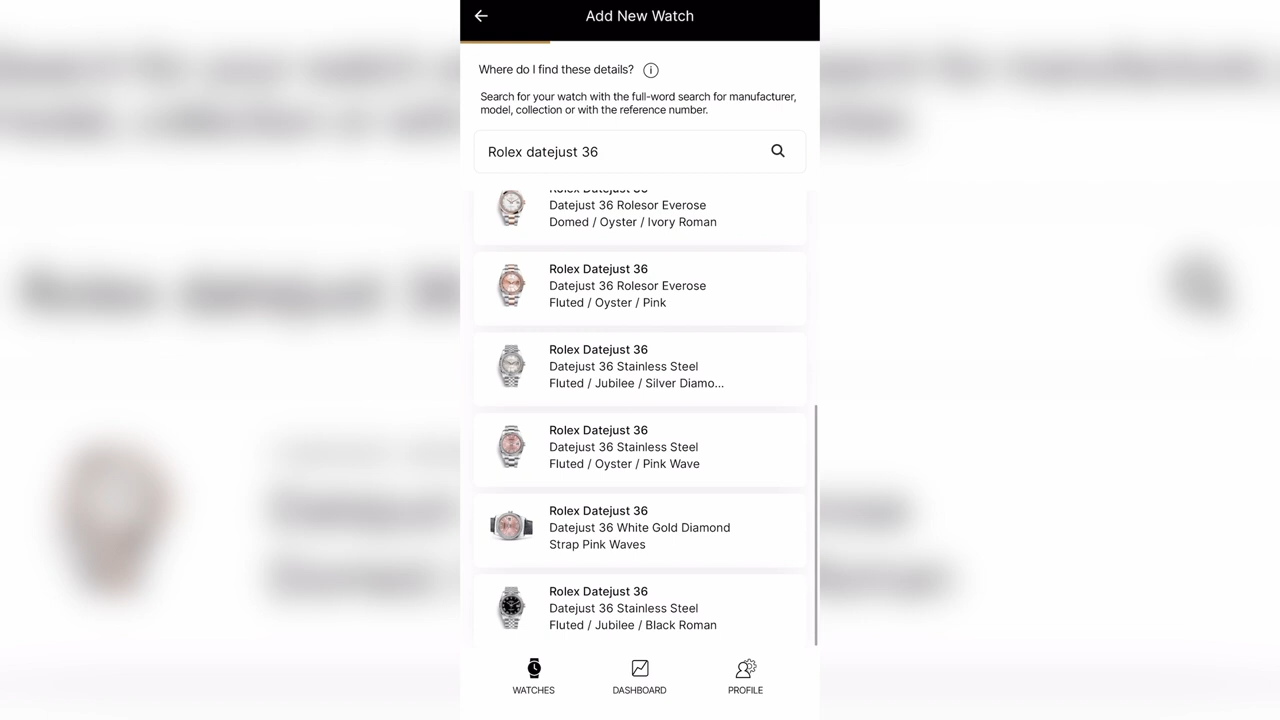 Add New Watch
Where do I find these details?
Search for your watch with the full-word search for manufacturer,
model, collection or with the reference number.
Rolex datejust 36
Rolex Datejust 36
Datejust 36 Rolesor Everose
Domed / Oyster / Ivory Roman
Rolex Datejust 36
Datejust 36 Rolesor Everose
Fluted / Oyster / Pink
Rolex Datejust 36
Datejust 36 Stainless Steel
Fluted / Jubilee / Silver Diamo...
Rolex Datejust 36
Datejust 36 Stainless Steel
Fluted / Oyster / Pink Wave
Rolex Datejust 36
Datejust 36 White Gold Diamond
Strap Pink Waves
Rolex Datejust 36
Datejust 36 Stainless Steel
Fluted / Jubilee / Black Roman
WATCHES
DASHBOARD
PROFILE